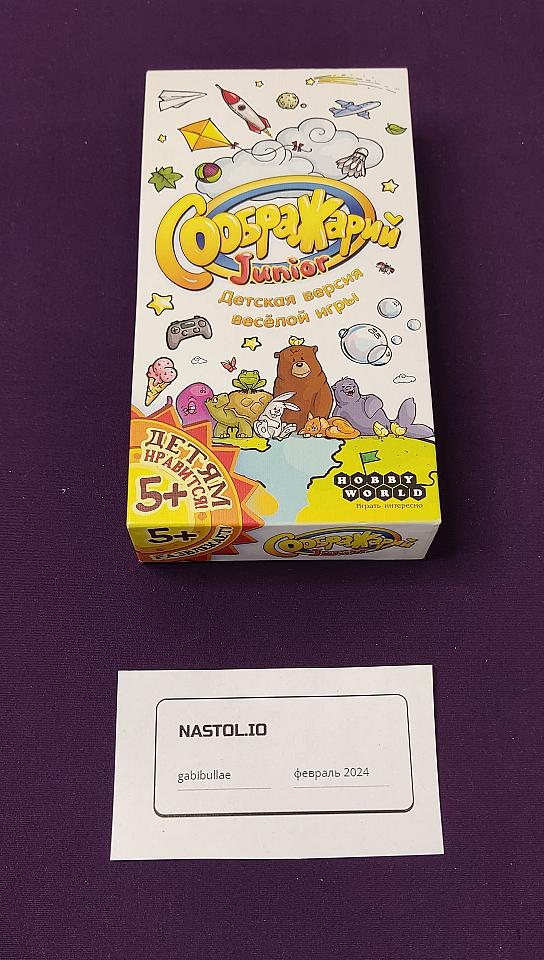 Соображарий
Junior
Детская версия
весёлой игры
ДЕТЯМ
НРАВИТСЯ!
5+
HOBBY
WORLD
Играть интересно
5+
Соображарий
Junior
NASTOL.IO
gabibullae
февраль 2024